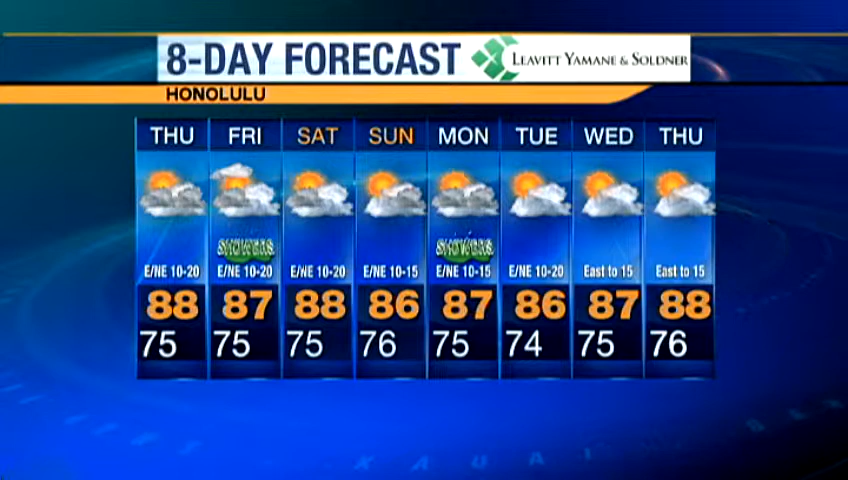 8-DAY FORECAST LEAVITT YAMANE & SOLDNER
HONOLULU
THU FRI SAT SUN MON TUE WED THU
SHOWERS SHOWERS
E/NE 10-20 E/NE 10-20 E/NE 10-20 E/NE 10-15 E/NE 10-15 E/NE 10-20 East to 15 East to 15
88 87 88 86 87 86 87 88
75 75 75 76 75 74 75 76
KAUAI